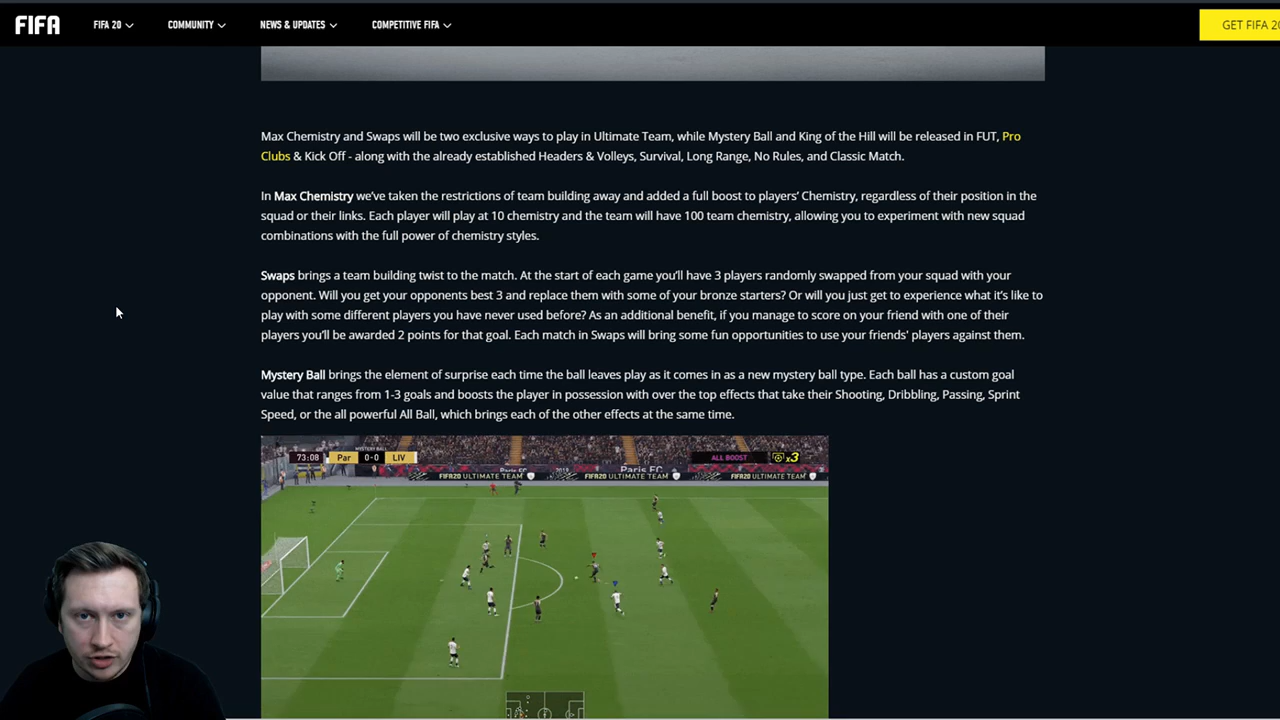 FIFA FIFA 20 COMMUNITY NEWS & UPDATES COMPETITIVE FIFA GET FIFA 20
Max Chemistry and Swaps will be two exclusive ways to play in Ultimate Team, while Mystery Ball and King of the Hill will be released in FUT, Pro
Clubs & Kick Off - along with the already established Headers & Volleys, Survival, Long Range, No Rules, and Classic Match.
In Max Chemistry we've taken the restrictions of team building away and added a full boost to players' Chemistry, regardless of their position in the
squad or their links. Each player will play at 10 chemistry and the team will have 100 team chemistry, allowing you to experiment with new squad
combinations with the full power of chemistry styles.
Swaps brings a team building twist to the match. At the start of each game you'll have 3 players randomly swapped from your squad with your
opponent. Will you get your opponents best 3 and replace them with some of your bronze starters? Or will you just get to experience what it's like to
play with some different players you have never used before? As an additional benefit, if you manage to score on your friend with one of their
players you'll be awarded 2 points for that goal. Each match in Swaps will bring some fun opportunities to use your friends' players against them.
Mystery Ball brings the element of surprise each time the ball leaves play as it comes in as a new mystery ball type. Each ball has a custom goal
value that ranges from 1-3 goals and boosts the player in possession with over the top effects that take their Shooting, Dribbling, Passing, Sprint
Speed, or the all powerful All Ball, which brings each of the other effects at the same time.
MYSTERY BALL
73:08 Par 0-0 LIV ALL BOOST x3
Paris FC 2018 Paris FC
FIFA20 ULTIMATE TEAM FIFA20 ULTIMATE TEAM FIFA20 ULTIMATE TEAM